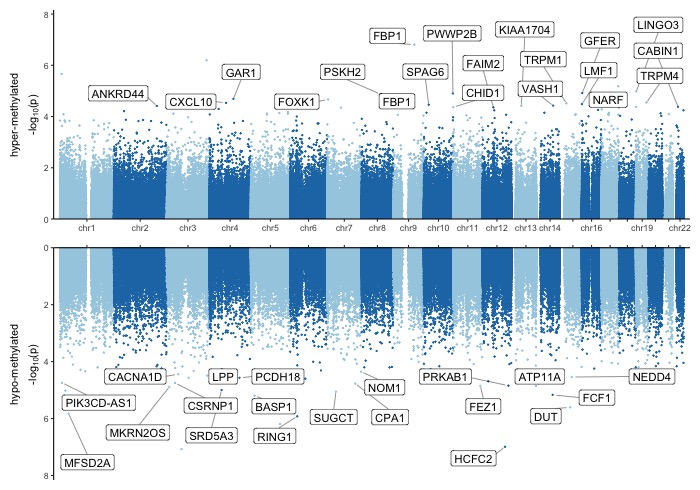 8
6
4
2
0
hyper-methylated
-log10(p)
LINGO3
KIAA1704
FBP1
PWWP2B
GFER
CABIN1
FAIM2
TRPM1
GAR1
PSKH2
SPAG6
LMF1
TRPM4
ANKRD44
CXCL10
FOXK1
FBP1
CHID1
VASH1
NARF
chr1 chr2 chr3 chr4 chr5 chr6 chr7 chr8 chr9 chr10 chr11 chr12 chr13 chr14 chr16 chr19 chr22
0
2
4
6
8
hypo-methylated
-log10(p)
CACNA1D
LPP
PCDH18
PRKAB1
ATP11A
NEDD4
NOM1
PIK3CD-AS1
CSRNP1
BASP1
SUGCT
CPA1
FEZ1
FCF1
DUT
MKRN2OS
SRD5A3
RING1
MFSD2A
HCFC2